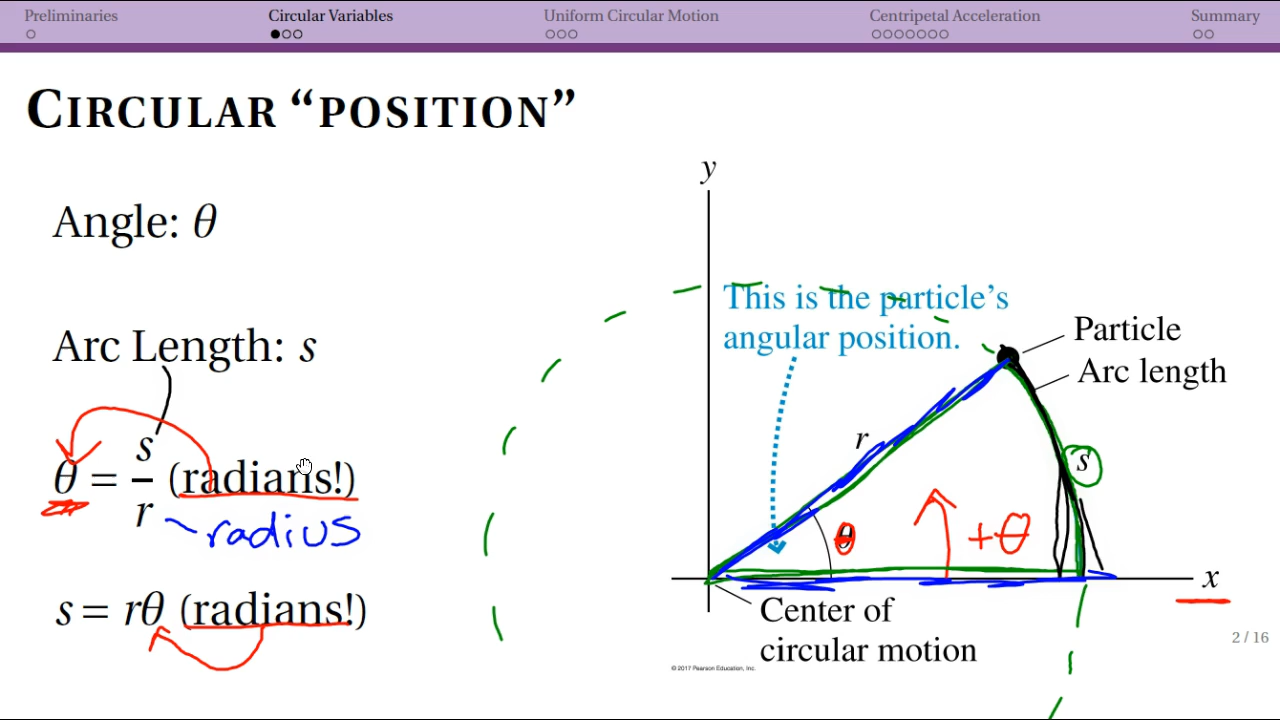 Preliminaries Circular Variables Uniform Circular Motion Centripetal Acceleration Summary
CIRCULAR “POSITION”
Angle: θ
Arc Length: s
θ = s/r (radians!)
radius
s = rθ (radians!)
y
This is the particle’s
angular position.
Particle
Arc length
r
s
θ
+θ
x
Center of
circular motion
© 2017 Pearson Education, Inc.
2 / 16